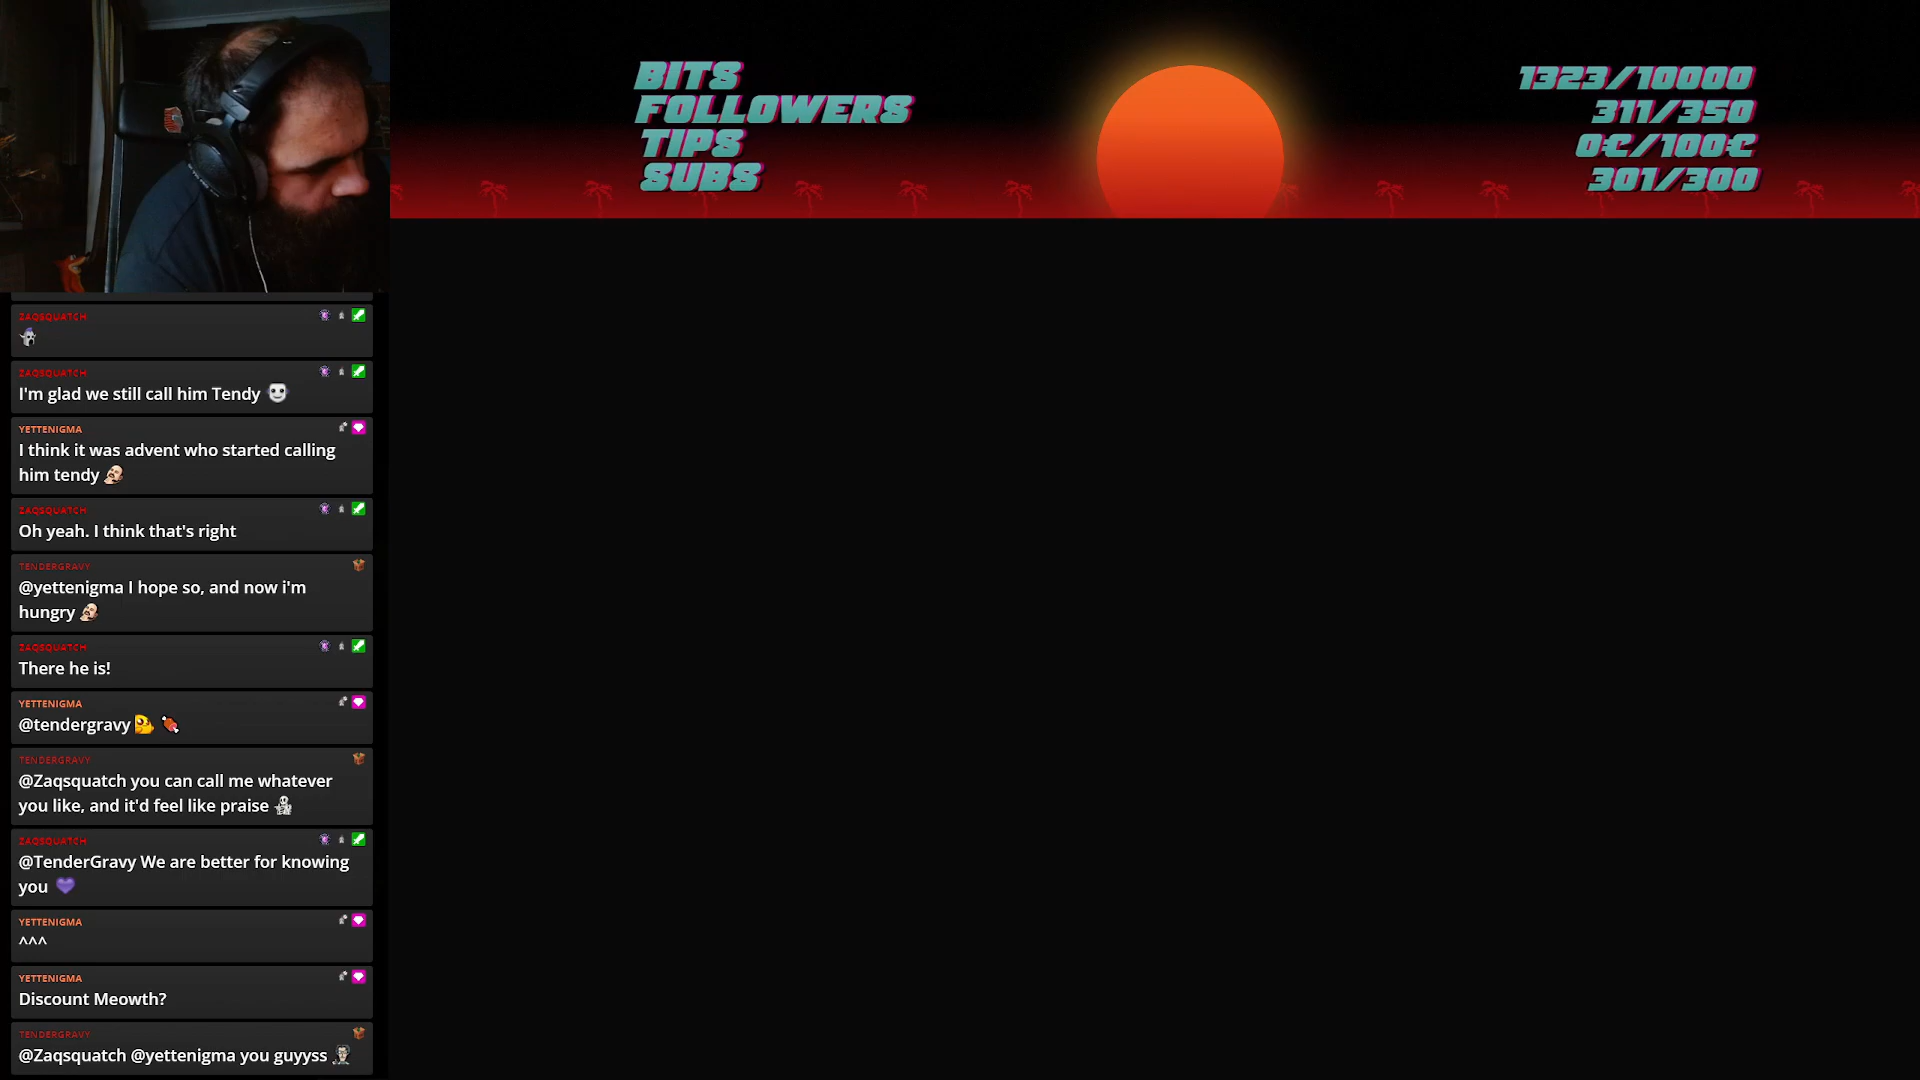 BITS
FOLLOWERS
TIPS
SUBS
1323/10000
311/350
0€/100€
301/300
ZAQSQUATCH
ZAQSQUATCH
I'm glad we still call him Tendy
YETTENIGMA
I think it was advent who started calling
him tendy
ZAQSQUATCH
Oh yeah. I think that's right
TENDERGRAVY
@yettenigma I hope so, and now i'm
hungry
ZAQSQUATCH
There he is!
YETTENIGMA
@tendergravy
TENDERGRAVY
@Zaqsquatch you can call me whatever
you like, and it'd feel like praise
ZAQSQUATCH
@TenderGravy We are better for knowing
you
YETTENIGMA
^^^
YETTENIGMA
Discount Meowth?
TENDERGRAVY
@Zaqsquatch @yettenigma you guyyss